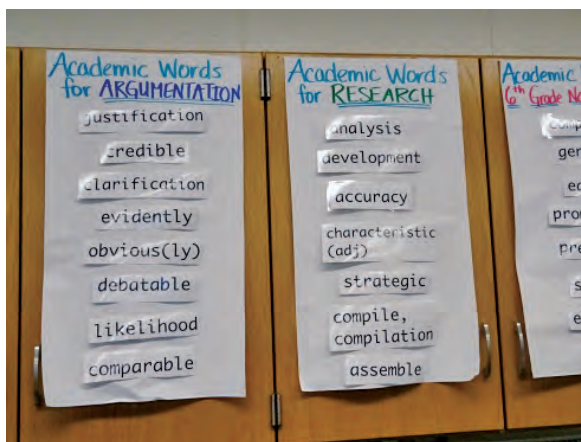 Academic Words
for ARGUMENTATION
justification
credible
clarification
evidently
obvious(ly)
debatable
likelihood
comparable
Academic Words
for RESEARCH
analysis
development
accuracy
characteristic
(adj)
strategic
compile,
compilation
assemble
Academic
6th Grade